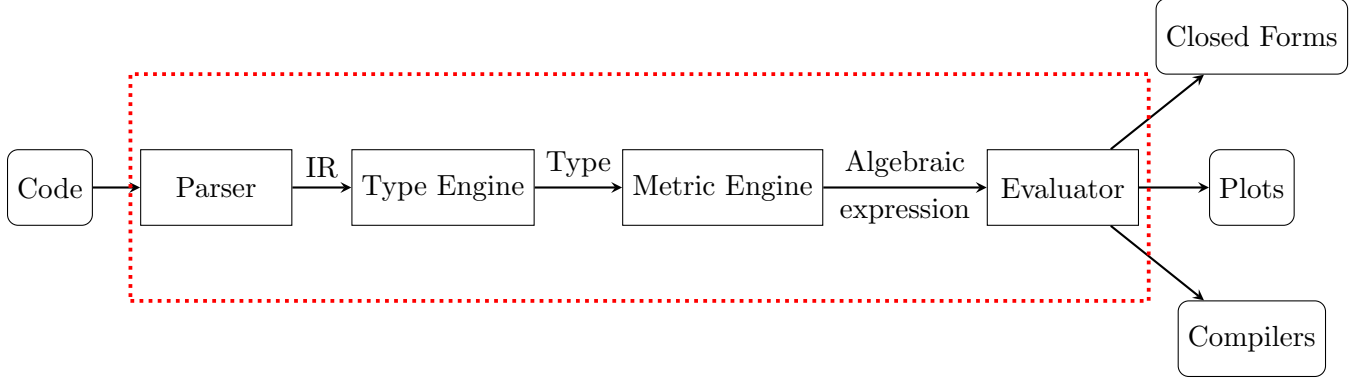 Closed Forms
Code
Parser
IR
Type Engine
Type
Metric Engine
Algebraic
expression
Evaluator
Plots
Compilers